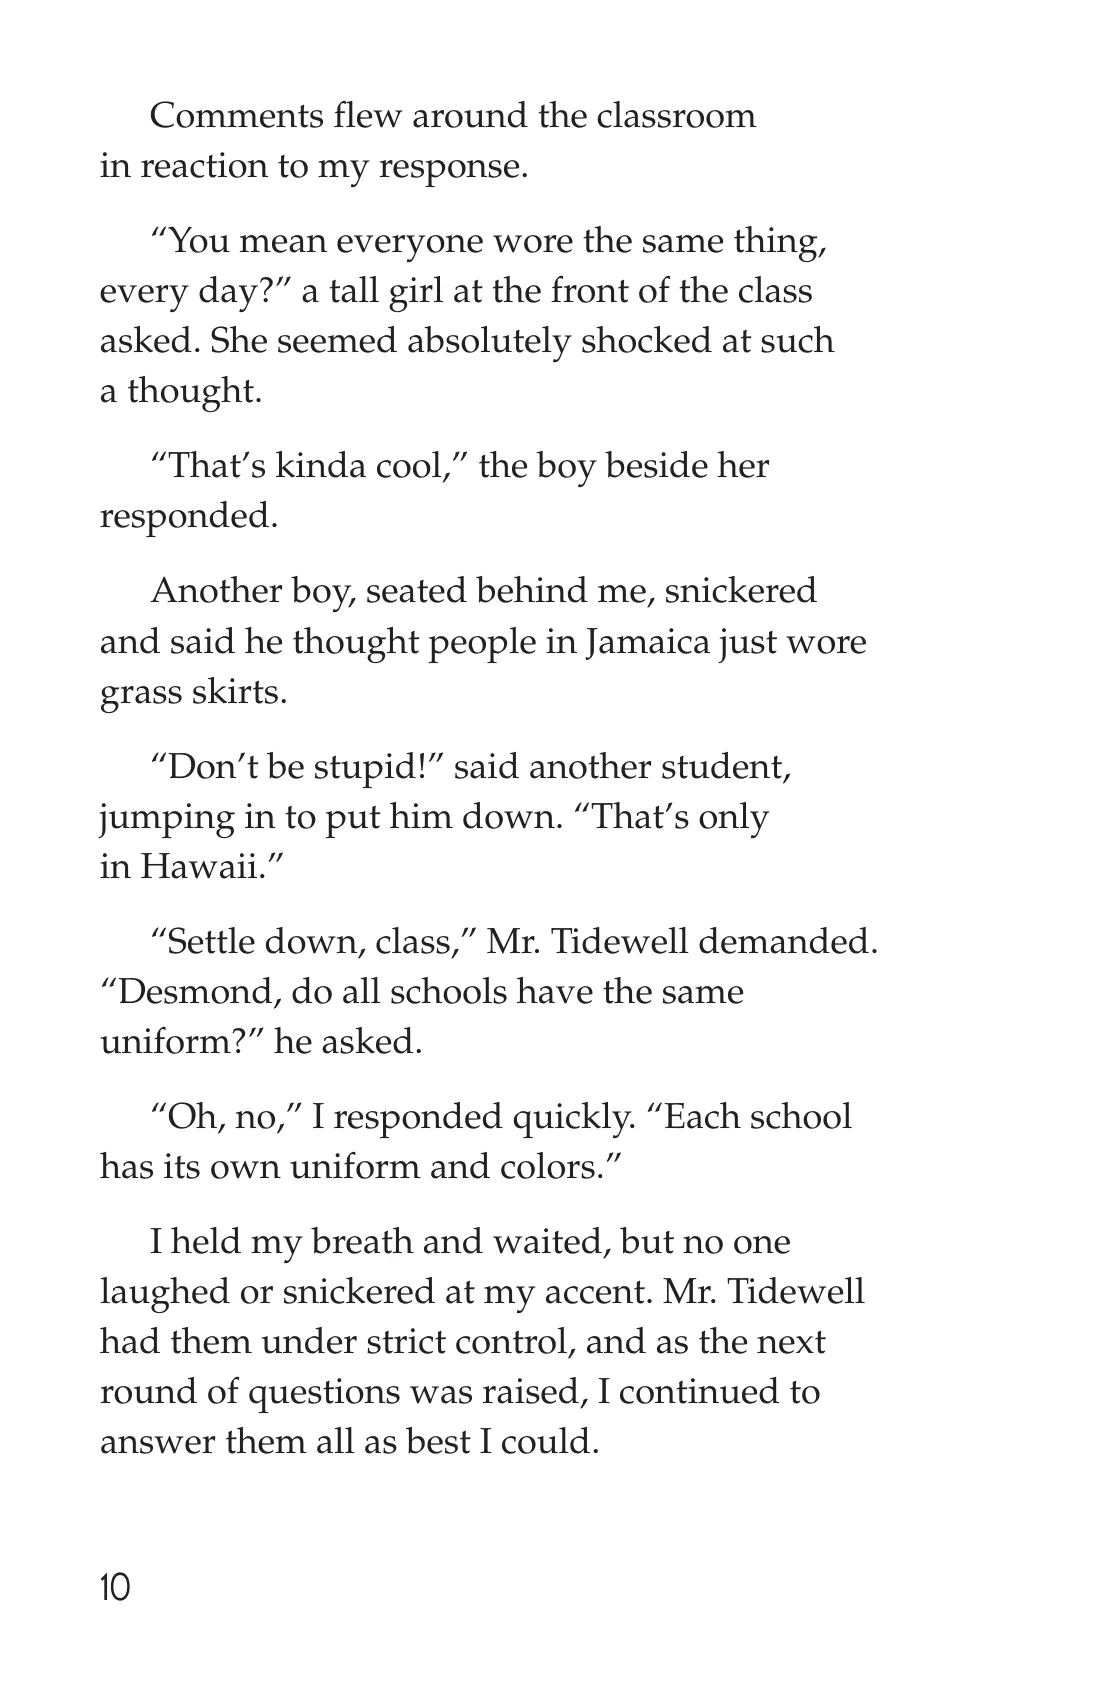 Comments flew around the classroom
in reaction to my response.
“You mean everyone wore the same thing,
every day?” a tall girl at the front of the class
asked. She seemed absolutely shocked at such
a thought.
“That’s kinda cool,” the boy beside her
responded.
Another boy, seated behind me, snickered
and said he thought people in Jamaica just wore
grass skirts.
“Don’t be stupid!” said another student,
jumping in to put him down. “That’s only
in Hawaii.”
“Settle down, class,” Mr. Tidewell demanded.
“Desmond, do all schools have the same
uniform?” he asked.
“Oh, no,” I responded quickly. “Each school
has its own uniform and colors.”
I held my breath and waited, but no one
laughed or snickered at my accent. Mr. Tidewell
had them under strict control, and as the next
round of questions was raised, I continued to
answer them all as best I could.
10